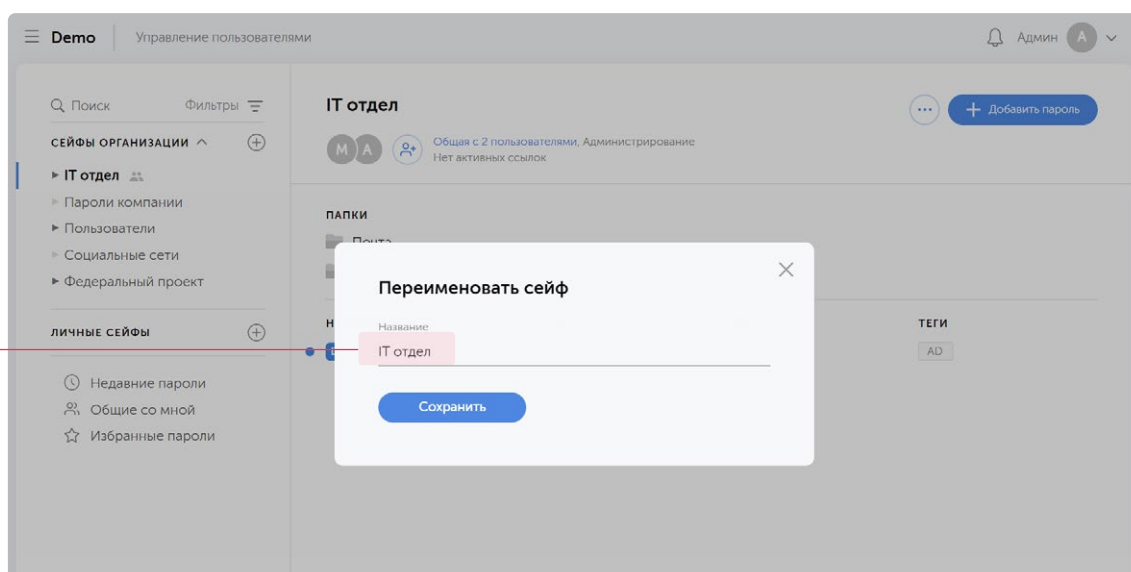 Demo
Управление пользователями
Админ А
Поиск
Фильтры
СЕЙФЫ ОРГАНИЗАЦИИ
IT отдел
Пароли компании
Пользователи
Социальные сети
Федеральный проект
ЛИЧНЫЕ СЕЙФЫ
Недавние пароли
Общие со мной
Избранные пароли
IT отдел
... + Добавить пароль
М А
Общая с 2 пользователями, Администрирование
Нет активных ссылок
ПАПКИ
Почта
Н
ТЕГИ
AD
Переименовать сейф
Название
IT отдел
Сохранить